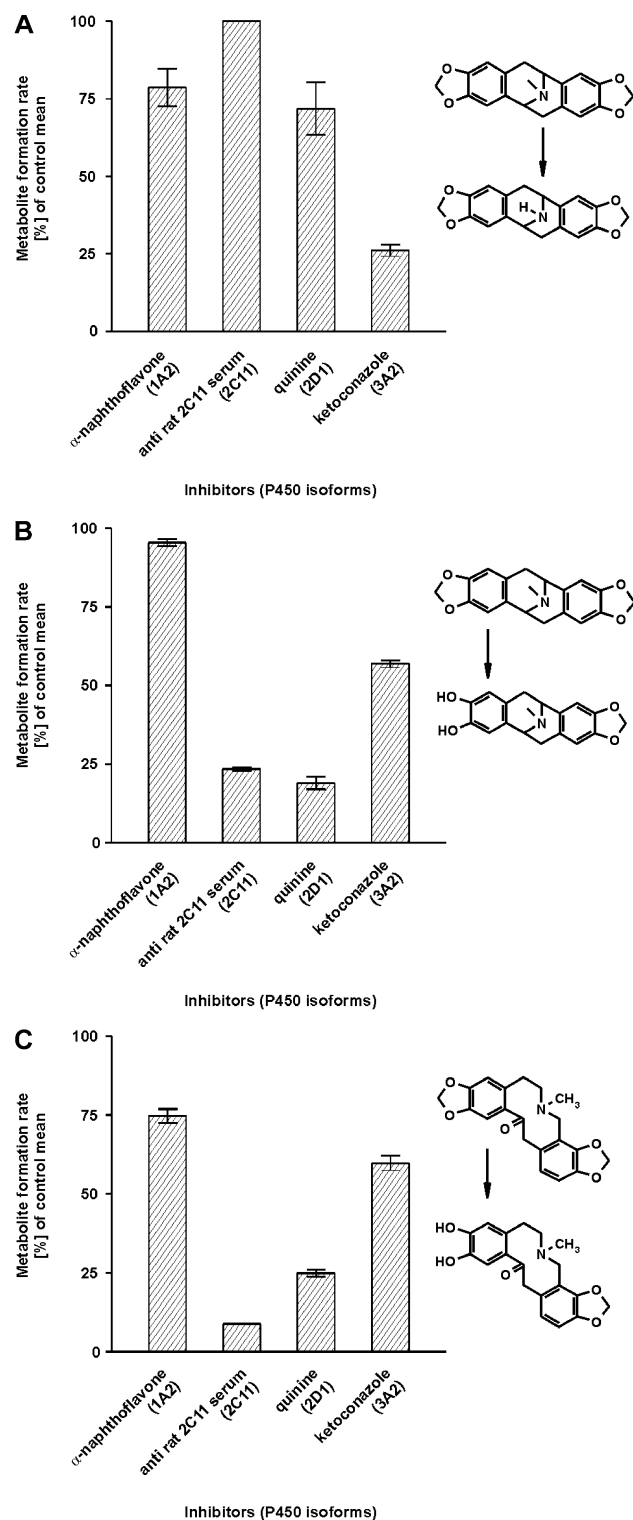 A
Metabolite formation rate
[%] of control mean
100
75
50
25
0
α-naphthoflavone
(1A2)
anti rat 2C11 serum
(2C11)
quinine
(2D1)
ketoconazole
(3A2)
Inhibitors (P450 isoforms)
O
O
N
O
O
O
O
H
N
O
O
B
Metabolite formation rate
[%] of control mean
100
75
50
25
0
α-naphthoflavone
(1A2)
anti rat 2C11 serum
(2C11)
quinine
(2D1)
ketoconazole
(3A2)
Inhibitors (P450 isoforms)
O
O
N
O
O
HO
HO
N
O
O
C
Metabolite formation rate
[%] of control mean
100
75
50
25
0
α-naphthoflavone
(1A2)
anti rat 2C11 serum
(2C11)
quinine
(2D1)
ketoconazole
(3A2)
Inhibitors (P450 isoforms)
O
O
N
CH3
O
O
O
HO
HO
N
CH3
O
O
O